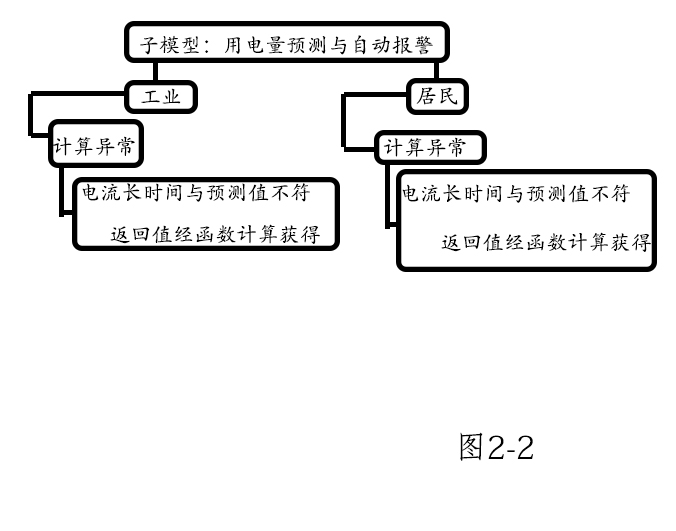 子模型：用电量预测与自动报警
工业
居民
计算异常
计算异常
电流长时间与预测值不符
返回值经函数计算获得
电流长时间与预测值不符
返回值经函数计算获得
图2-2